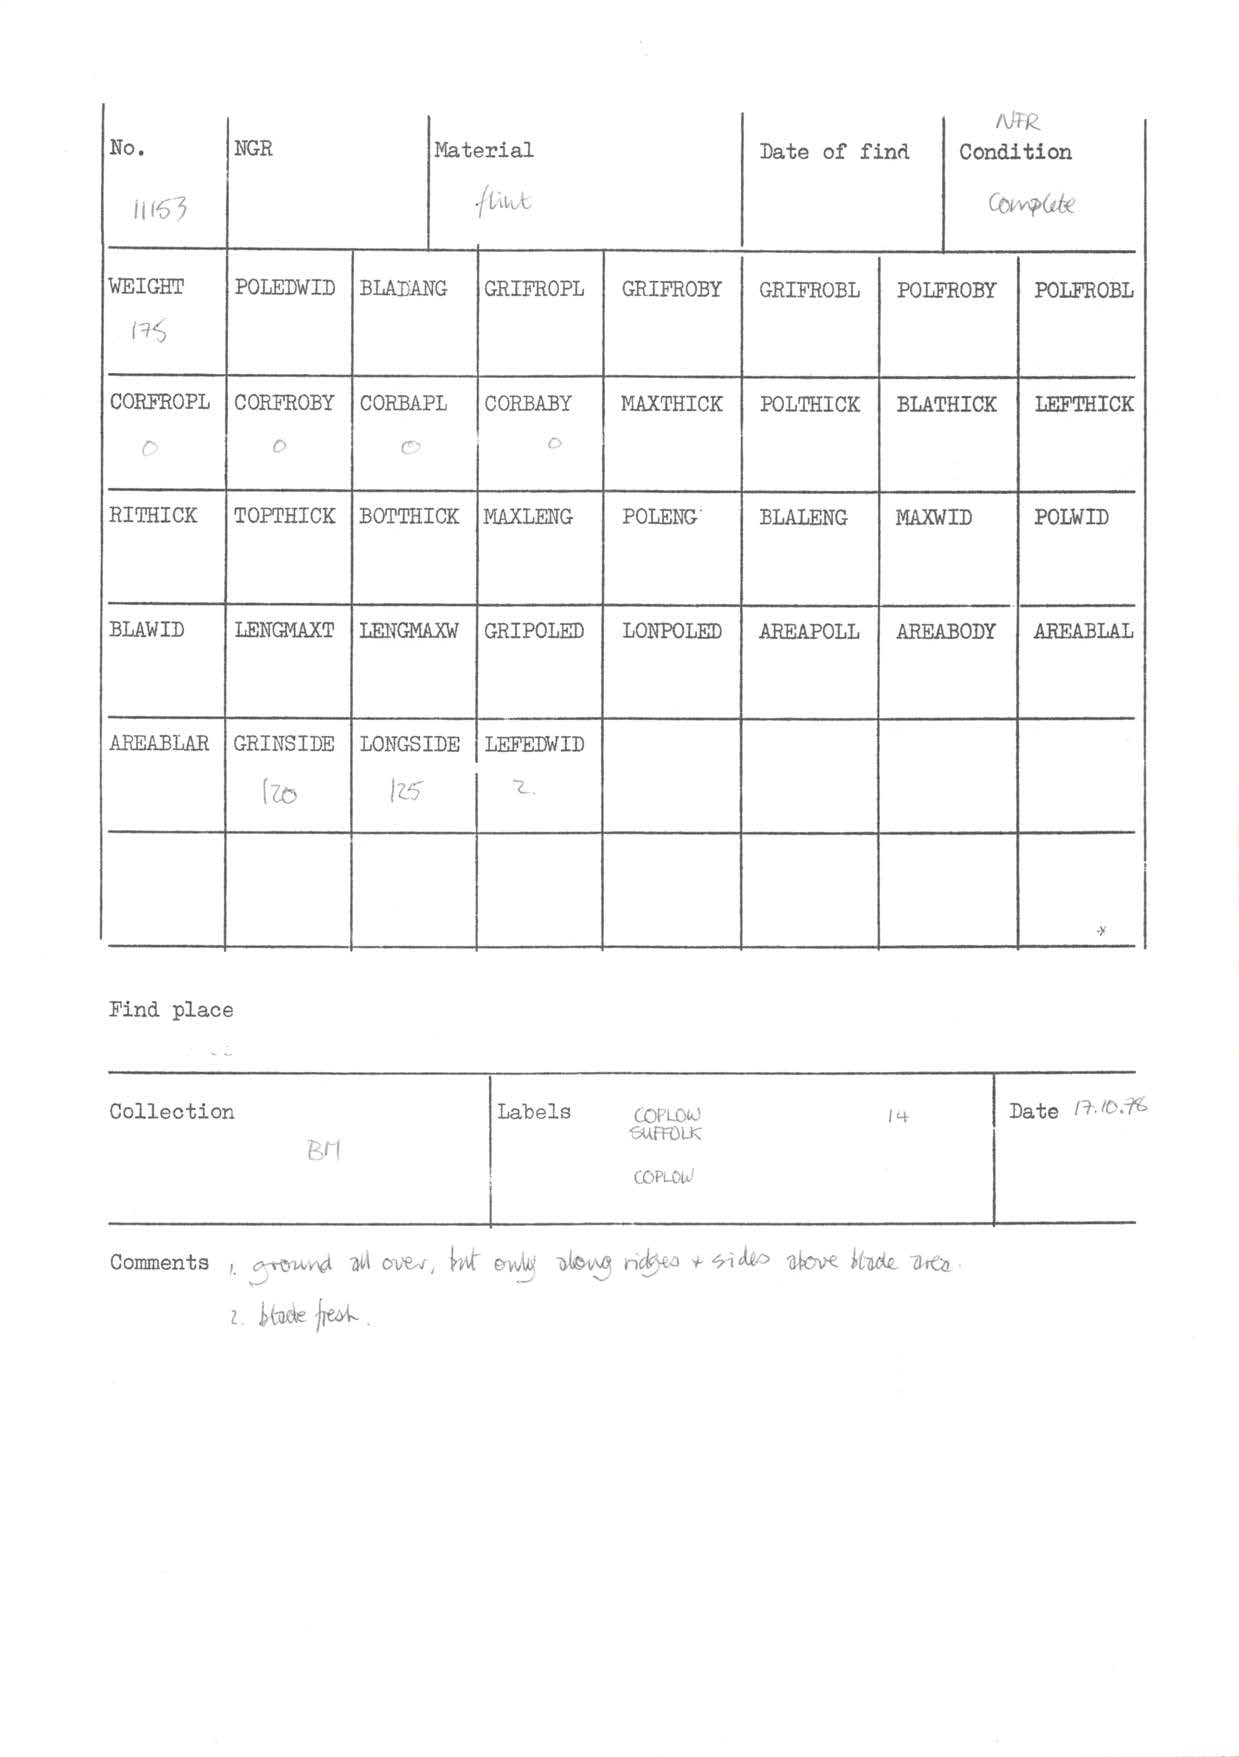 NFR
No. NGR Material Date of find Condition
11153 flint Complete
WEIGHT POLEDWID BLADANG GRIFROPL GRIFROBY GRIFROBL POLFROBY POLFROBL
175
CORFROPL CORFROBY CORBAPL CORBABY MAXTHICK POLTHICK BLATHICK LEFTHICK
0 0 0 0
RITHICK TOPTHICK BOTTHICK MAXLENG POLENG BLALENG MAXWID POLWID
BLAWID LENGMAXT LENGMAXW GRIPOLED LONPOLED AREAPOLL AREABODY AREABLAL
AREABLAR GRINSIDE LONGSIDE LEFEDWID
120 125 2.
Find place
Collection Labels COPLOW 14 Date 17.10.78
SUFFOLK
BM COPLOW
Comments 1. ground all over, but only along ridges + sides above blade area.
2. blade fresh.